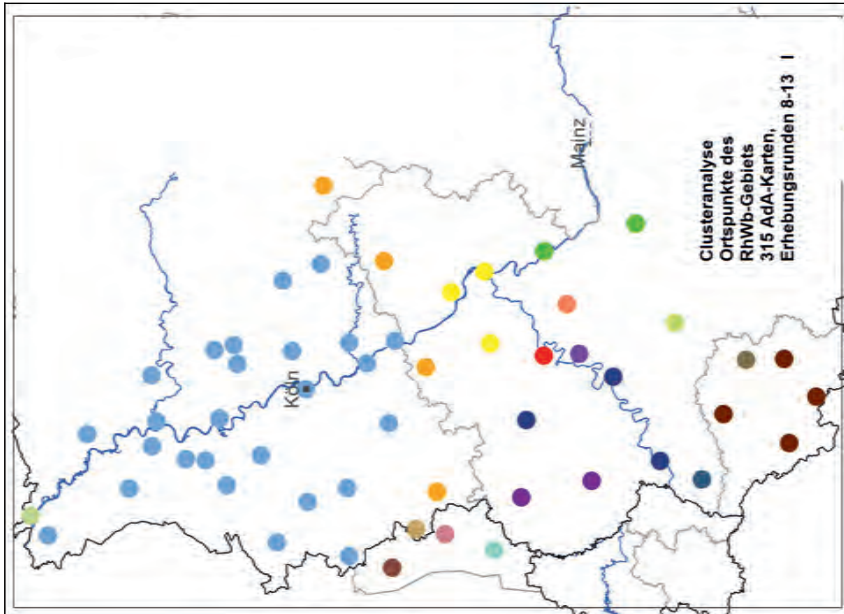 Köln
Mainz
Clusteranalyse
Ortspunkte des
RhWb-Gebiets
315 AdA-Karten,
Erhebungsrunden 8-13 I